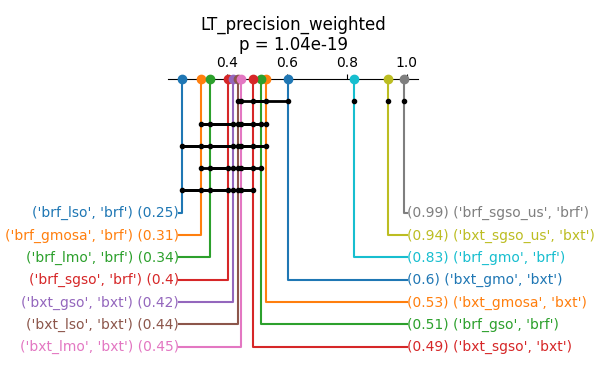 LT_precision_weighted
p = 1.04e-19
0.4 0.6 0.8 1.0
('brf_lso', 'brf') (0.25) (0.99) ('brf_sgso_us', 'brf')
('brf_gmosa', 'brf') (0.31) (0.94) ('bxt_sgso_us', 'bxt')
('brf_lmo', 'brf') (0.34) (0.83) ('brf_gmo', 'brf')
('brf_sgso', 'brf') (0.4) (0.6) ('bxt_gmo', 'bxt')
('bxt_gso', 'bxt') (0.42) (0.53) ('bxt_gmosa', 'bxt')
('bxt_lso', 'bxt') (0.44) (0.51) ('brf_gso', 'brf')
('bxt_lmo', 'bxt') (0.45) (0.49) ('bxt_sgso', 'bxt')